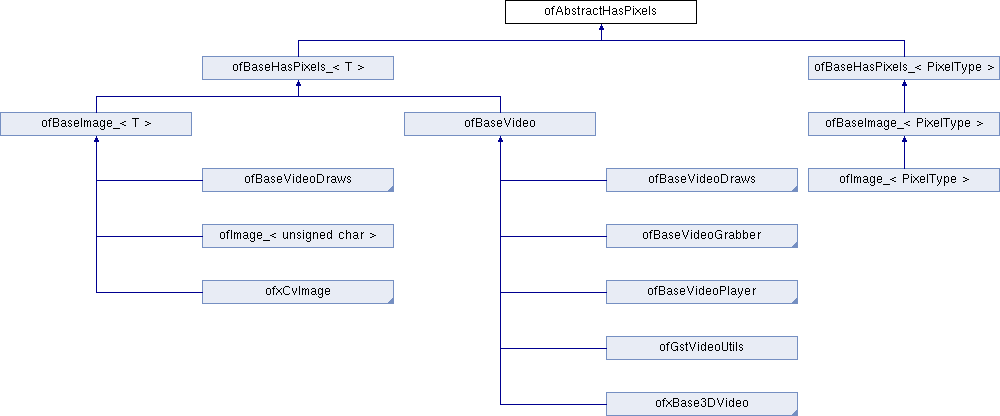 ofAbstractHasPixels
ofBaseHasPixels_< T >
ofBaseHasPixels_< PixelType >
ofBaseImage_< T >
ofBaseVideo
ofBaseImage_< PixelType >
ofBaseVideoDraws
ofBaseVideoDraws
ofImage_< PixelType >
ofImage_< unsigned char >
ofBaseVideoGrabber
ofxCvImage
ofBaseVideoPlayer
ofGstVideoUtils
ofxBase3DVideo